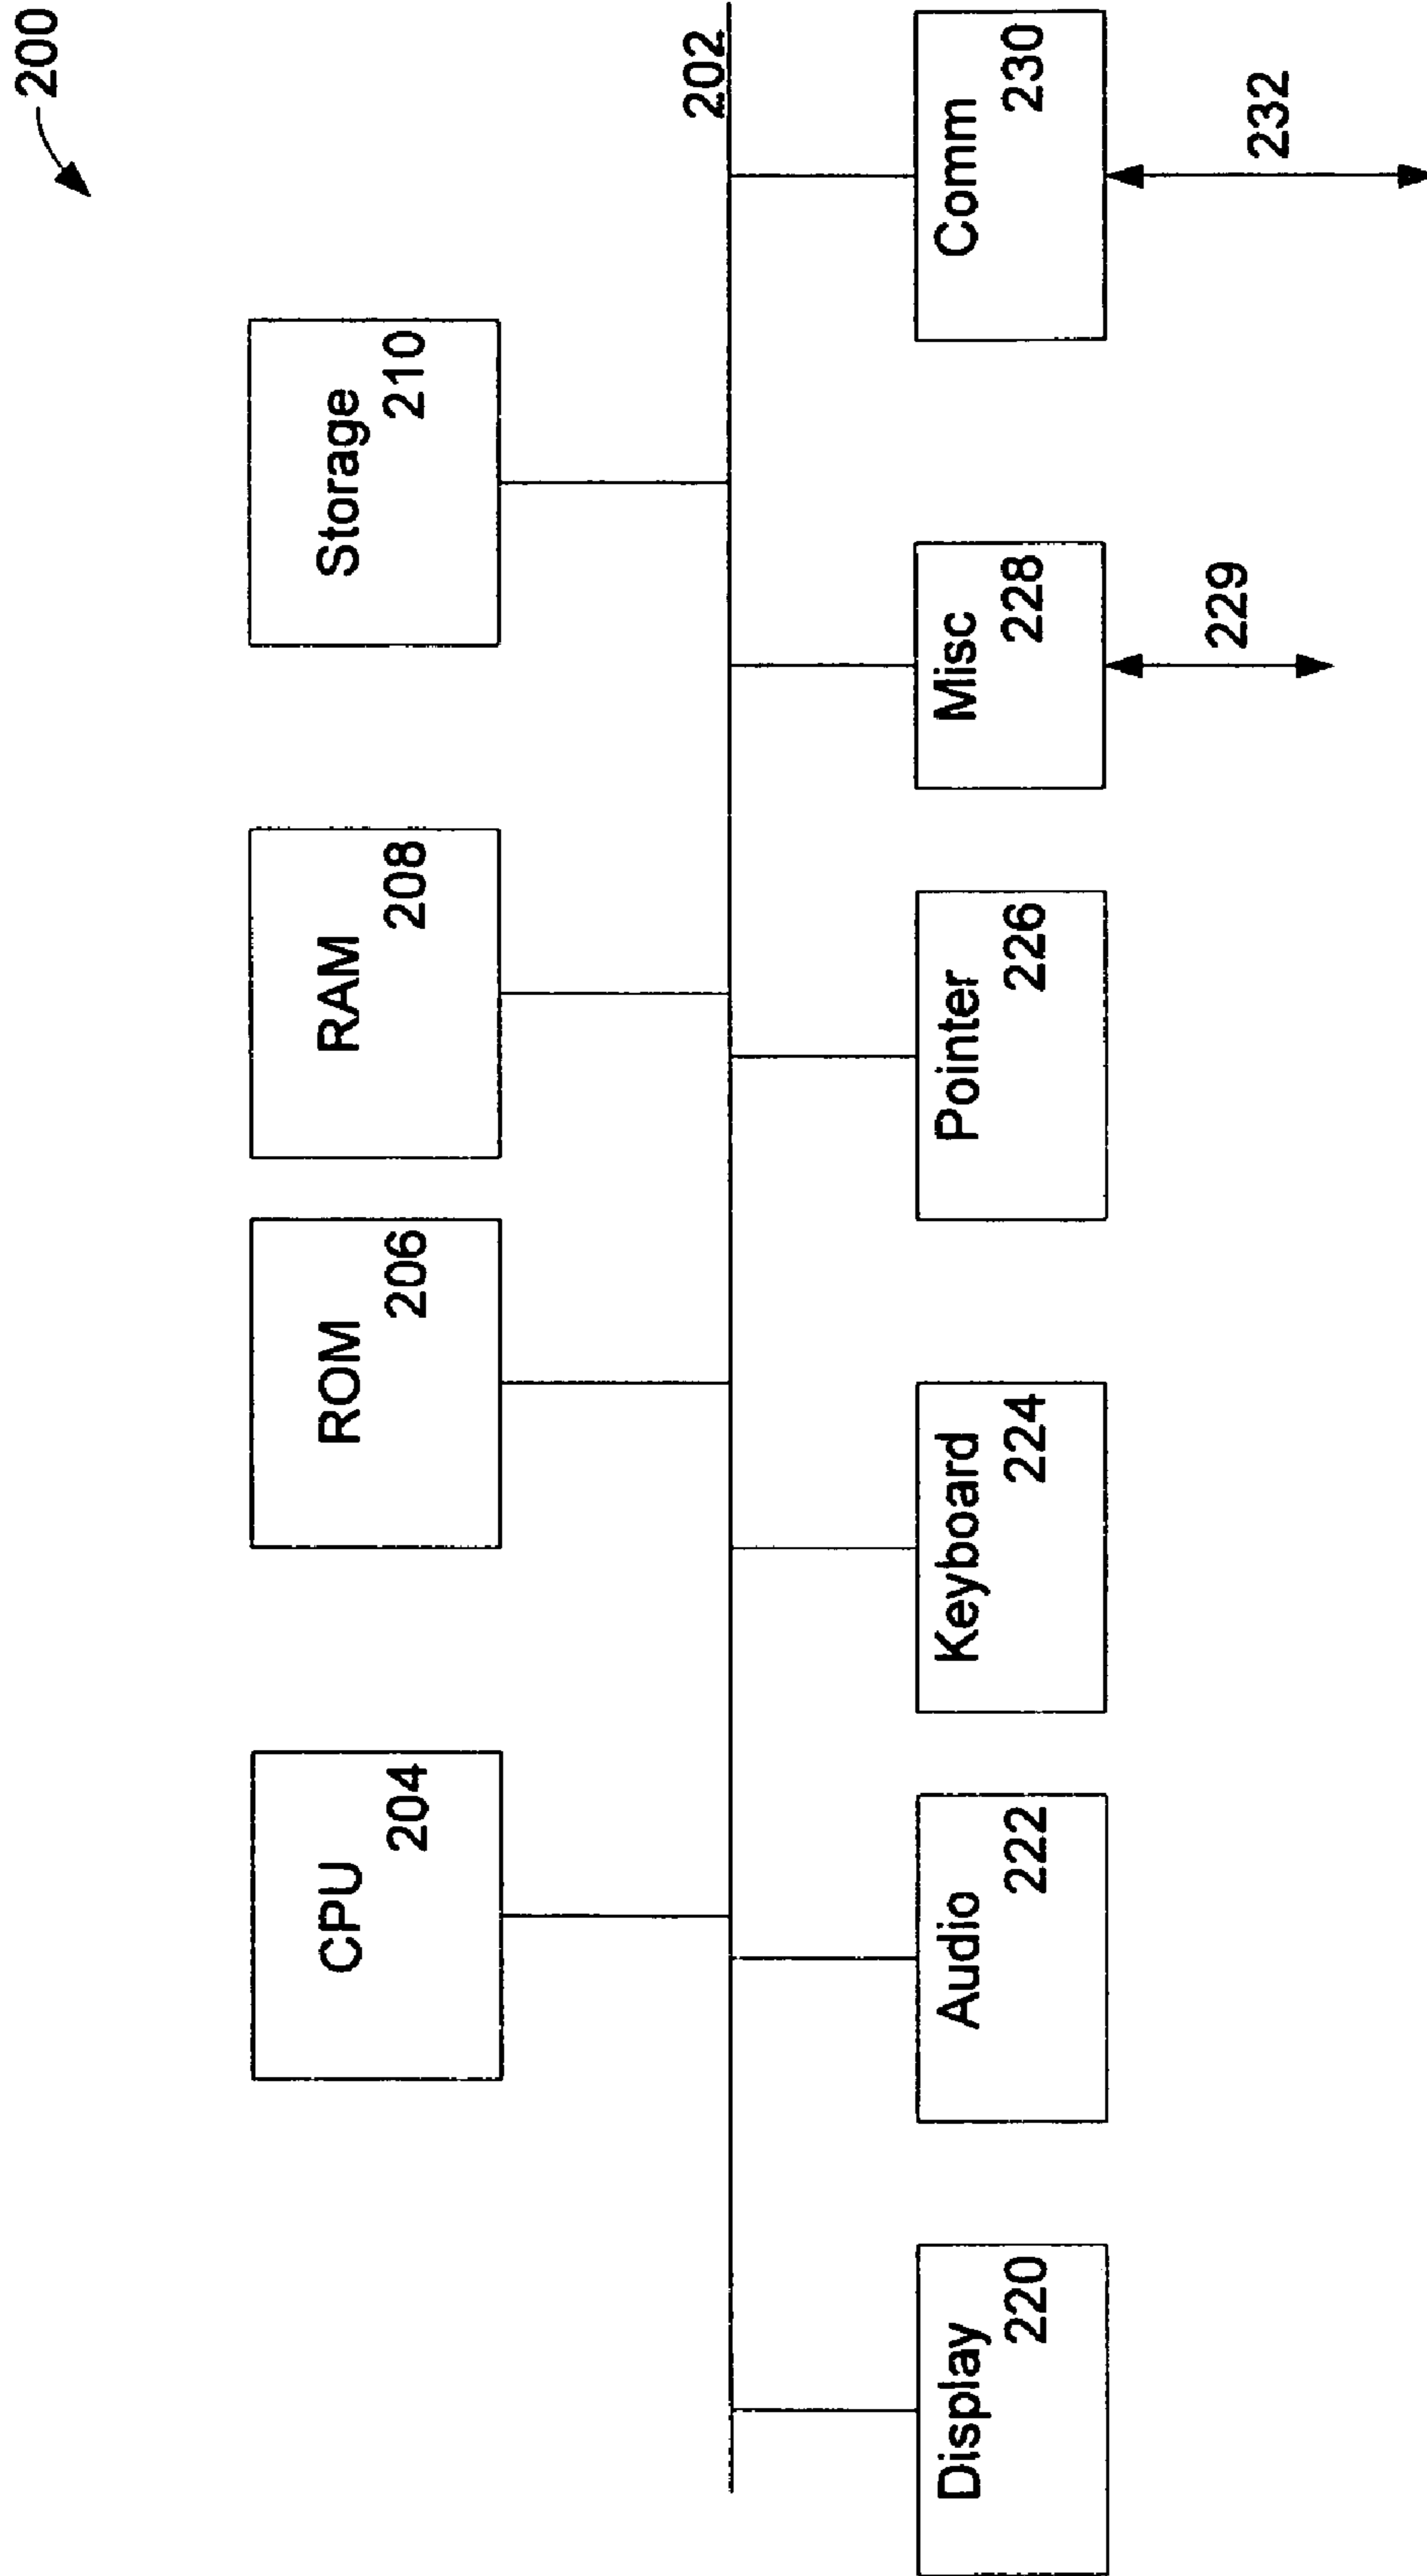 200
CPU
204
ROM
206
RAM
208
Storage
210
202
Display
220
Audio
222
Keyboard
224
Pointer
226
Misc
228
Comm
230
229
232